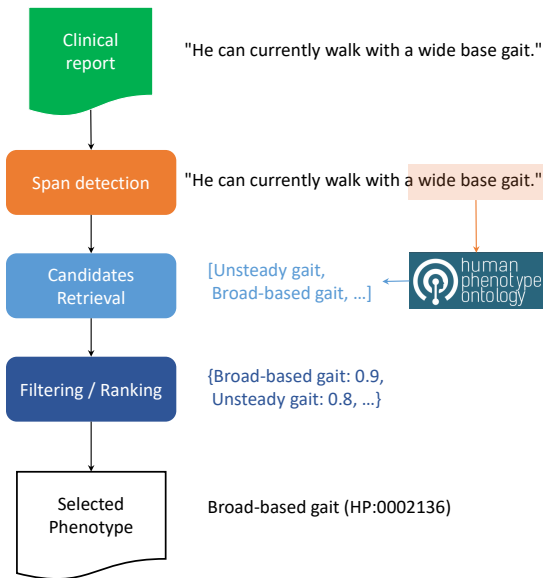 Clinical
report
"He can currently walk with a wide base gait."
Span detection
"He can currently walk with a wide base gait."
Candidates
Retrieval
[Unsteady gait,
Broad-based gait, ...]
human
phenotype
ontology
Filtering / Ranking
{Broad-based gait: 0.9,
Unsteady gait: 0.8, ...}
Selected
Phenotype
Broad-based gait (HP:0002136)